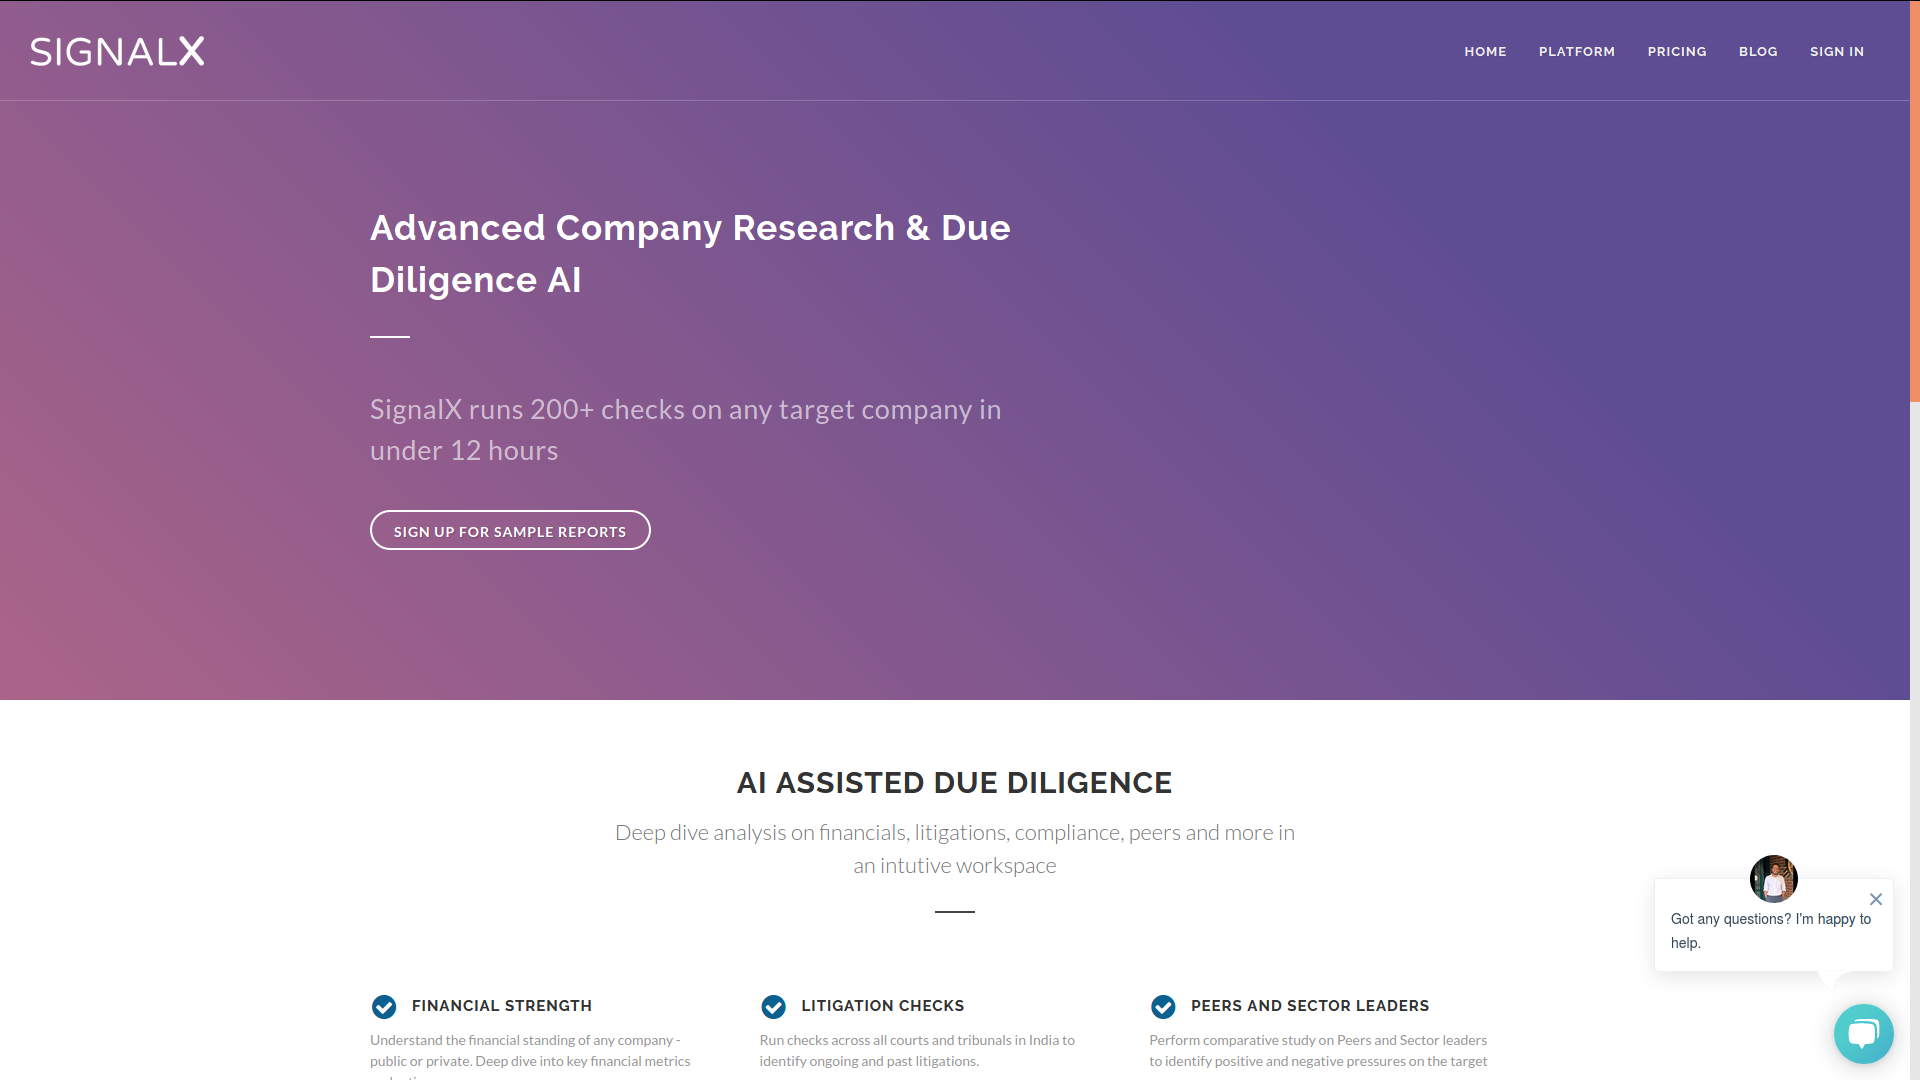 SIGNALX
HOME PLATFORM PRICING BLOG SIGN IN
Advanced Company Research & Due
Diligence AI
SignalX runs 200+ checks on any target company in
under 12 hours
SIGN UP FOR SAMPLE REPORTS
AI ASSISTED DUE DILIGENCE
Deep dive analysis on financials, litigations, compliance, peers and more in
an intutive workspace
Got any questions? I'm happy to
help.
FINANCIAL STRENGTH
Understand the financial standing of any company -
public or private. Deep dive into key financial metrics
LITIGATION CHECKS
Run checks across all courts and tribunals in India to
identify ongoing and past litigations.
PEERS AND SECTOR LEADERS
Perform comparative study on Peers and Sector leaders
to identify positive and negative pressures on the target